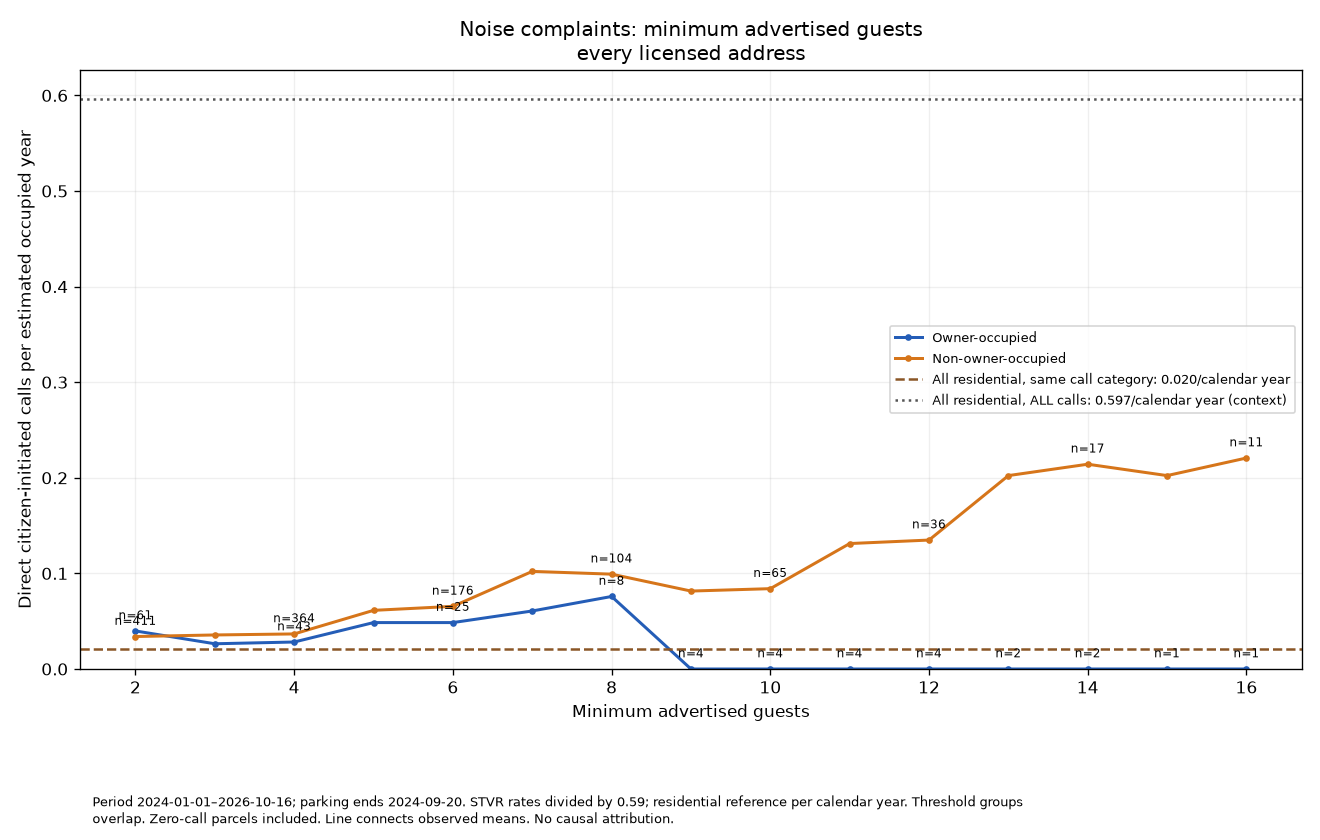 Noise complaints: minimum advertised guests
every licensed address
Direct citizen-initiated calls per estimated occupied year
0.6
0.5
0.4
0.3
0.2
0.1
0.0
Owner-occupied
Non-owner-occupied
All residential, same call category: 0.020/calendar year
All residential, ALL calls: 0.597/calendar year (context)
n=61
n=411
n=364
n=43
n=176
n=25
n=104
n=8
n=65
n=36
n=17
n=11
n=4
n=4
n=4
n=4
n=2
n=2
n=1
n=1
2
4
6
8
10
12
14
16
Minimum advertised guests
Period 2024-01-01–2026-10-16; parking ends 2024-09-20. STVR rates divided by 0.59; residential reference per calendar year. Threshold groups
overlap. Zero-call parcels included. Line connects observed means. No causal attribution.